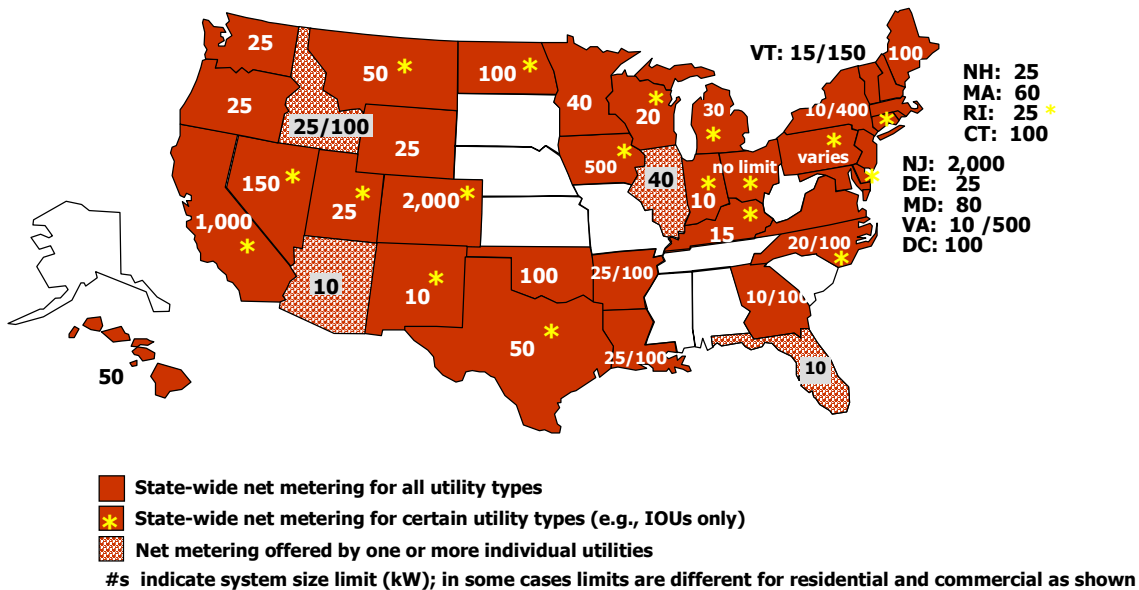 VT: 15/150
100
25
50 *
100 *
NH: 25
MA: 60
RI: 25 *
CT: 100
40
20 *
30 *
10/400
*
25
25/100
25
500 *
40
no limit *
varies *
*
NJ: 2,000
DE: 25
MD: 80
VA: 10 /500
DC: 100
150 *
25 *
2,000 *
10 *
15 *
1,000 *
20/100 *
10
10 *
100
25/100
10/100
50 *
25/100
10
50
State-wide net metering for all utility types
* State-wide net metering for certain utility types (e.g., IOUs only)
Net metering offered by one or more individual utilities
#s indicate system size limit (kW); in some cases limits are different for residential and commercial as shown